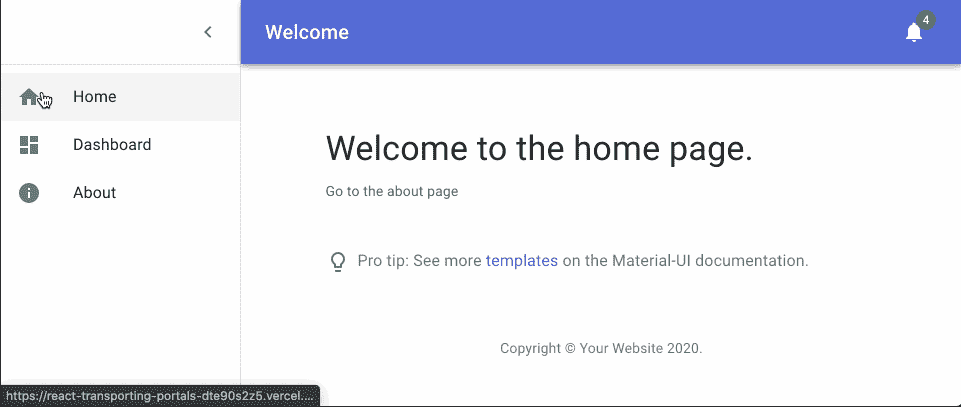 Welcome
4
Home
Dashboard
About
Welcome to the home page.
Go to the about page
Pro tip: See more templates on the Material-UI documentation.
Copyright © Your Website 2020.
https://react-transporting-portals-dte90s2z5.vercel....